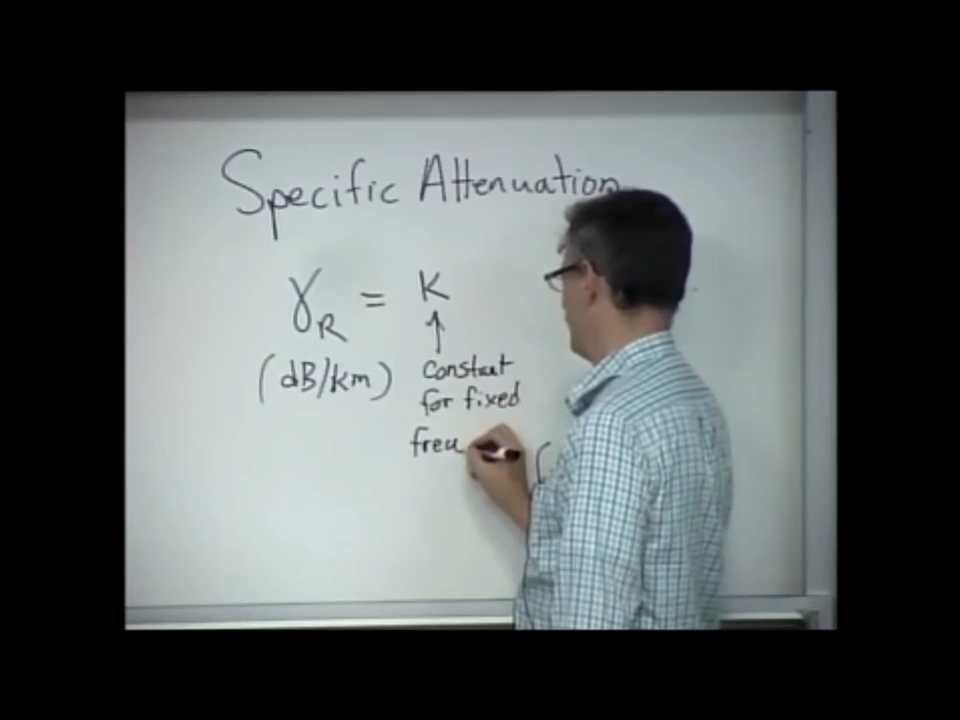 Specific Attenuation
γR = K
(dB/km)
↑
constant
for fixed
freq